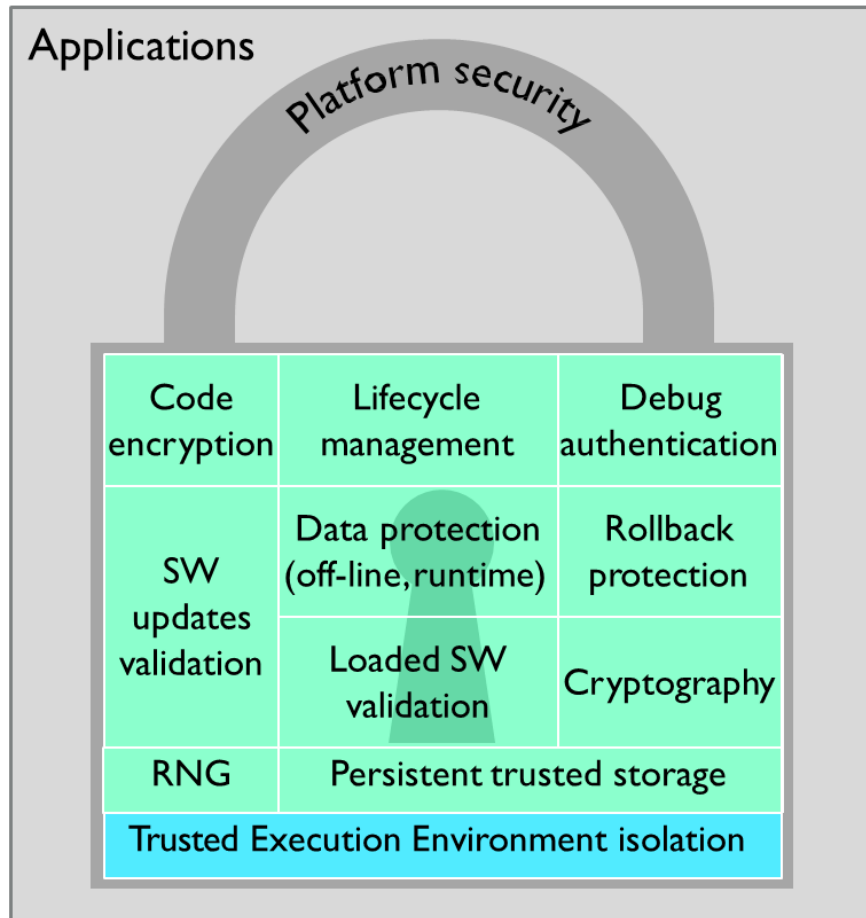 Applications
Platform security
Code
encryption
Lifecycle
management
Debug
authentication
SW
updates
validation
Data protection
(off-line, runtime)
Rollback
protection
Loaded SW
validation
Cryptography
RNG
Persistent trusted storage
Trusted Execution Environment isolation